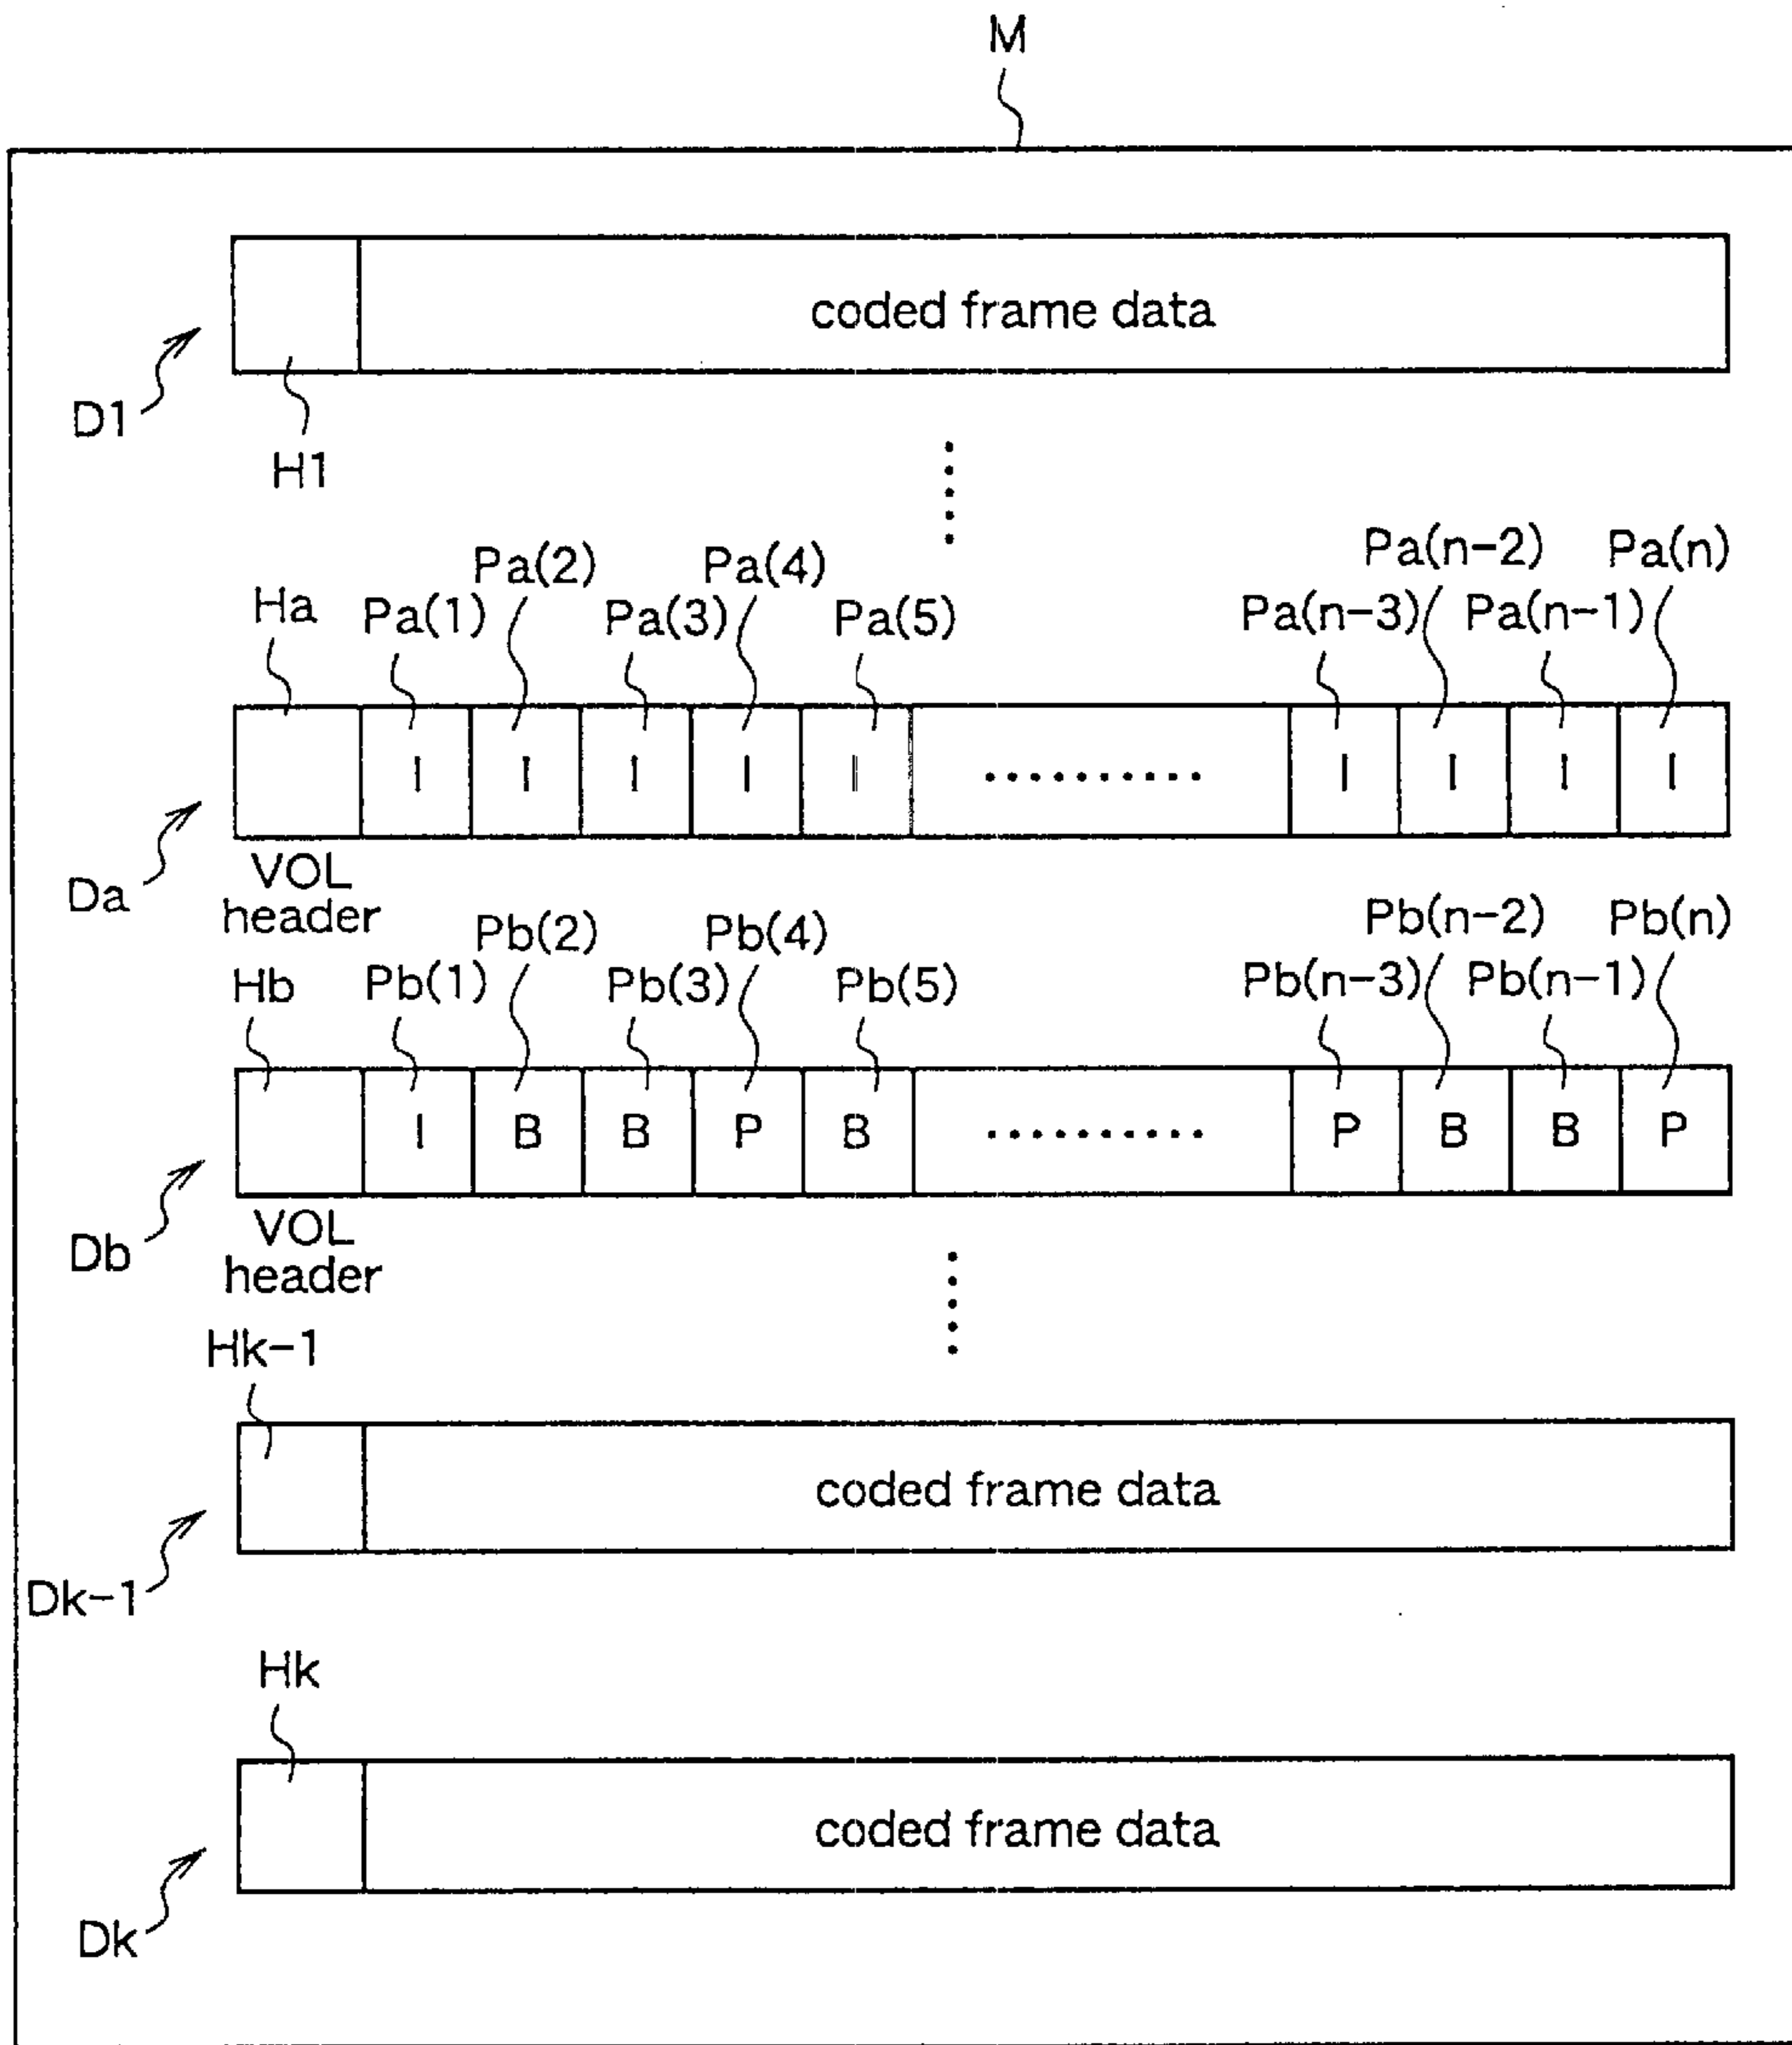 M
coded frame data
D1
H1
Pa(2) Pa(4) Pa(n-2) Pa(n)
Ha Pa(1) Pa(3) Pa(5) Pa(n-3) Pa(n-1)
I I I I I .......... I I I I
Da
VOL
header
Pb(2) Pb(4) Pb(n-2) Pb(n)
Hb Pb(1) Pb(3) Pb(5) Pb(n-3) Pb(n-1)
I B B P B .......... P B B P
Db
VOL
header
Hk-1
coded frame data
Dk-1
Hk
coded frame data
Dk